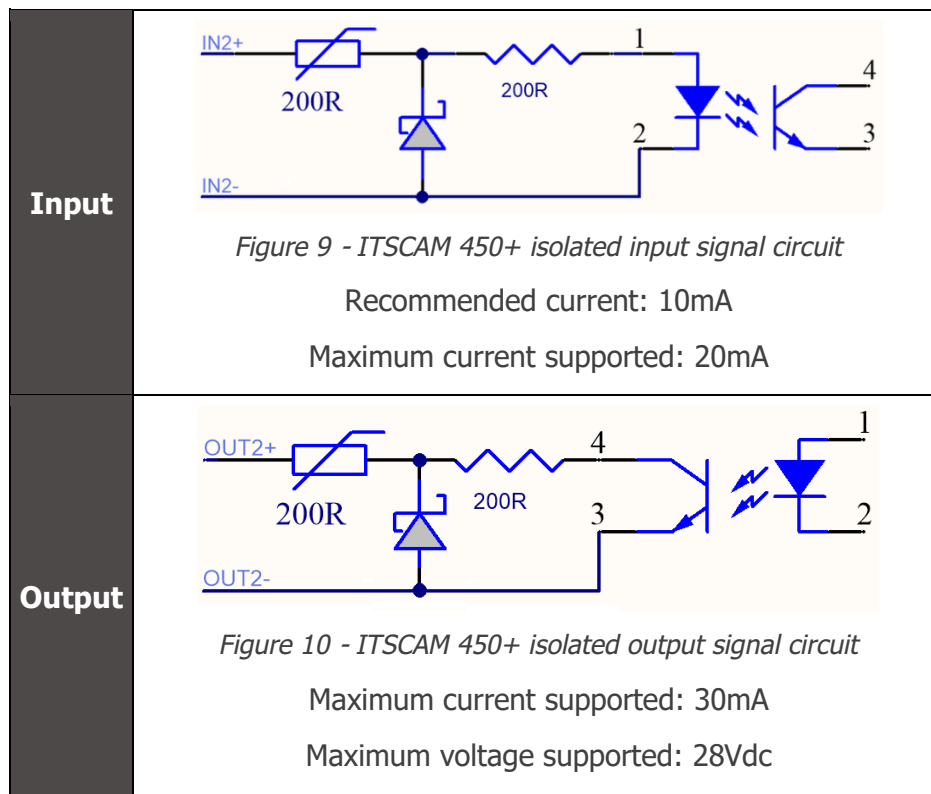 Input
IN2+
200R
200R
1
2
4
3
IN2-
Figure 9 - ITSCAM 450+ isolated input signal circuit
Recommended current: 10mA
Maximum current supported: 20mA
Output
OUT2+
200R
200R
4
3
1
2
OUT2-
Figure 10 - ITSCAM 450+ isolated output signal circuit
Maximum current supported: 30mA
Maximum voltage supported: 28Vdc